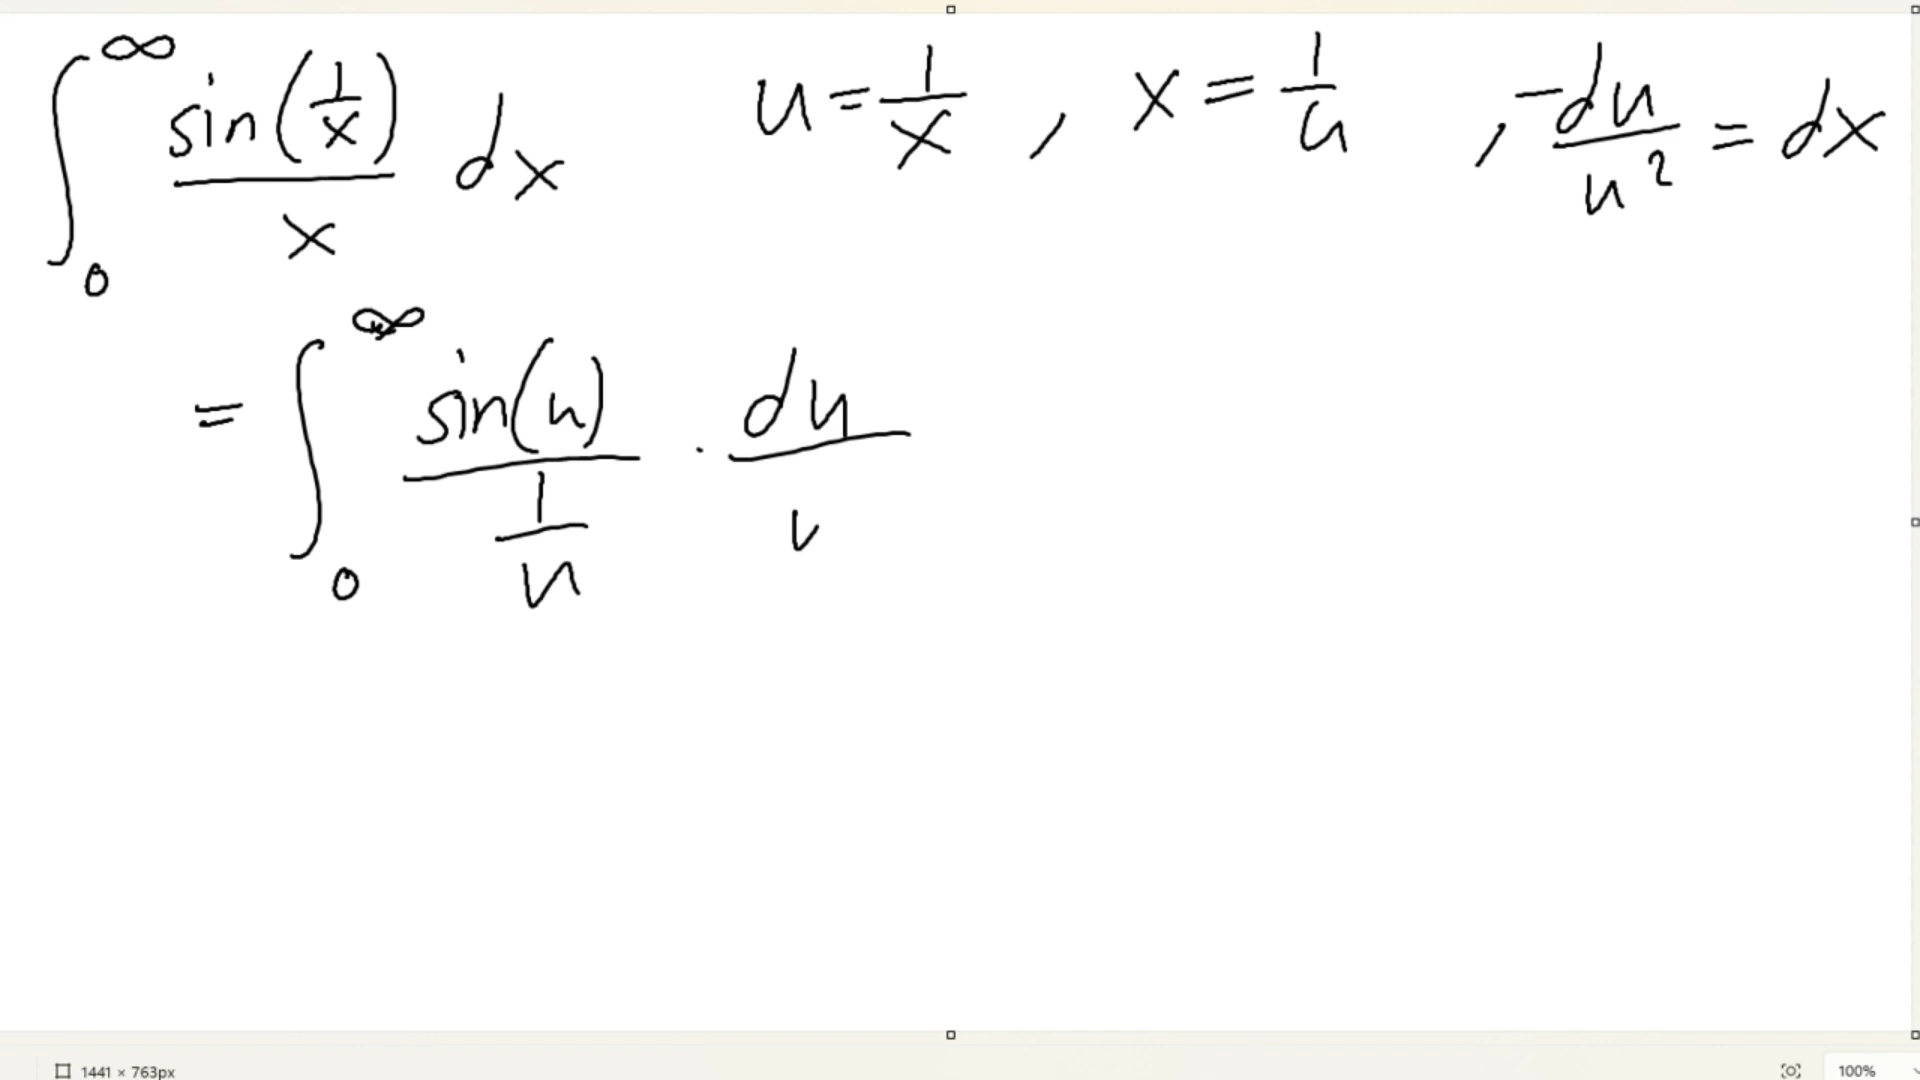 ∫₀^∞ sin(1/x)/x dx u = 1/x , x = 1/u , -du/u² = dx
= ∫₀^∞ sin(u)/(1/u) · du/u
1441 × 763px 100%